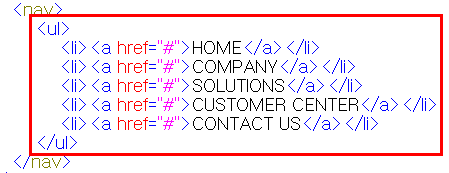 <nav>
<ul>
<li><a href="#">HOME</a></li>
<li><a href="#">COMPANY</a></li>
<li><a href="#">SOLUTIONS</a></li>
<li><a href="#">CUSTOMER CENTER</a></li>
<li><a href="#">CONTACT US</a></li>
</ul>
</nav>